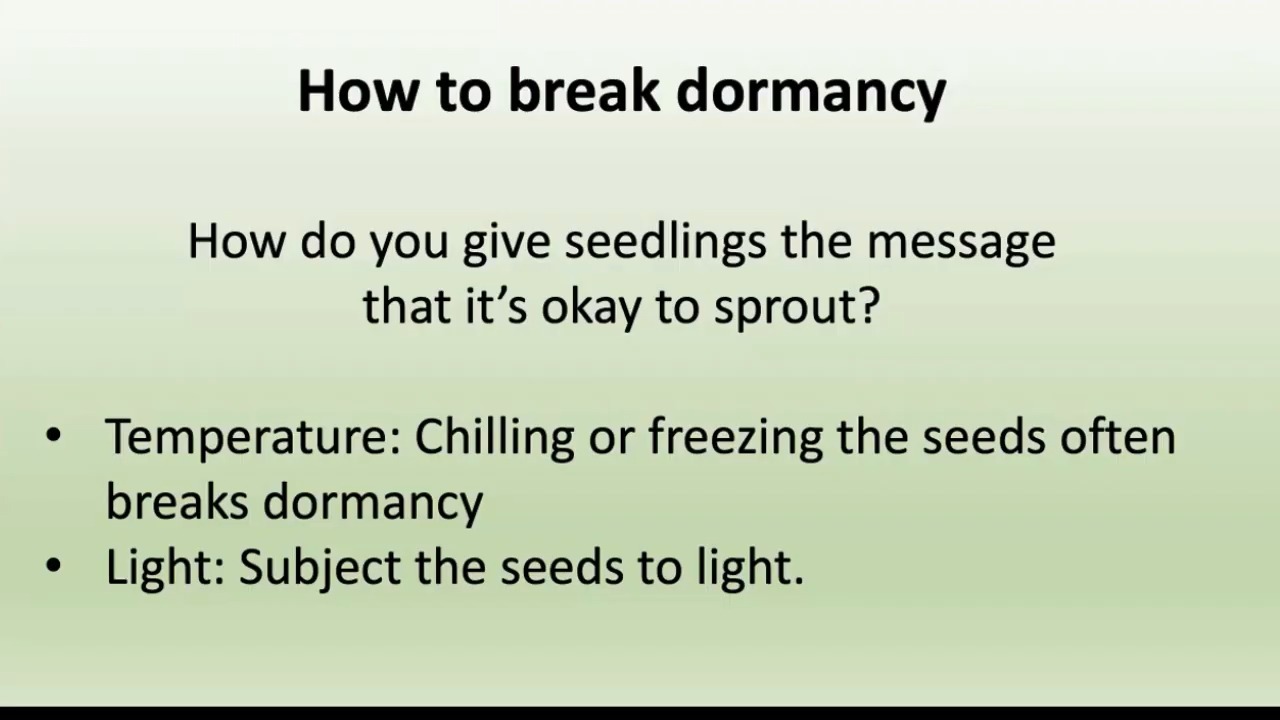 How to break dormancy
How do you give seedlings the message
that it’s okay to sprout?
• Temperature: Chilling or freezing the seeds often
breaks dormancy
• Light: Subject the seeds to light.